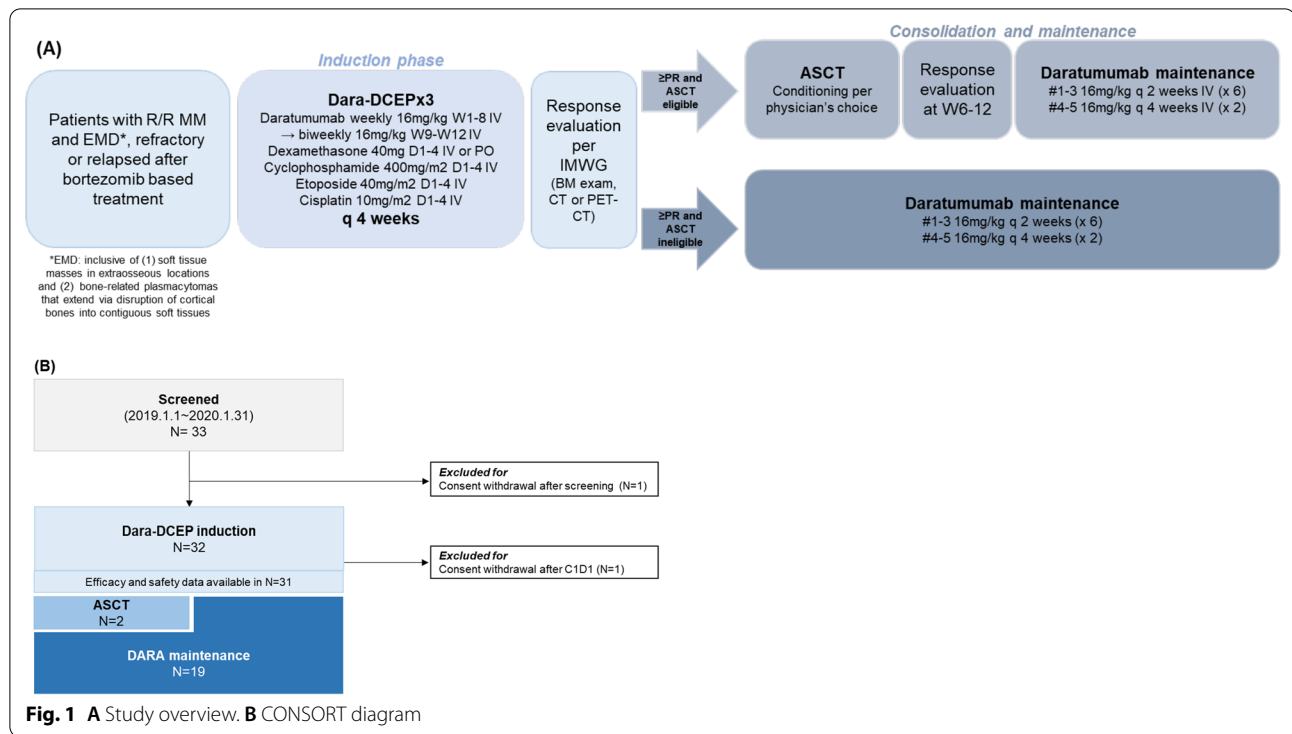 (A)
Induction phase
Consolidation and maintenance
Patients with R/R MM
and EMD*, refractory
or relapsed after
bortezomib based
treatment
*EMD: inclusive of (1) soft tissue
masses in extraosseous locations
and (2) bone-related plasmacytomas
that extend via disruption of cortical
bones into contiguous soft tissues
Dara-DCEPx3
Daratumumab weekly 16mg/kg W1-8 IV
→ biweekly 16mg/kg W9-W12 IV
Dexamethasone 40mg D1-4 IV or PO
Cyclophosphamide 400mg/m2 D1-4 IV
Etoposide 40mg/m2 D1-4 IV
Cisplatin 10mg/m2 D1-4 IV
q 4 weeks
Response
evaluation
per
IMWG
(BM exam,
CT or PET-
CT)
≥PR and
ASCT
eligible
ASCT
Conditioning per
physician's choice
Response
evaluation
at W6-12
Daratumumab maintenance
#1-3 16mg/kg q 2 weeks IV (x 6)
#4-5 16mg/kg q 4 weeks IV (x 2)
≥PR and
ASCT
ineligible
Daratumumab maintenance
#1-3 16mg/kg q 2 weeks (x 6)
#4-5 16mg/kg q 4 weeks (x 2)
(B)
Screened
(2019.1.1~2020.1.31)
N= 33
Excluded for
Consent withdrawal after screening (N=1)
Dara-DCEP induction
N=32
Excluded for
Consent withdrawal after C1D1 (N=1)
Efficacy and safety data available in N=31
ASCT
N=2
DARA maintenance
N=19
Fig. 1 A Study overview. B CONSORT diagram